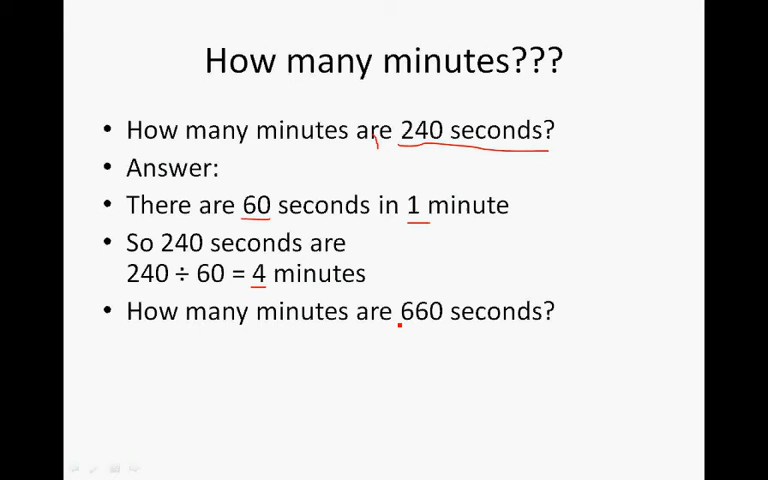 How many minutes???
• How many minutes are 240 seconds?
• Answer:
• There are 60 seconds in 1 minute
• So 240 seconds are
240 ÷ 60 = 4 minutes
• How many minutes are 660 seconds?